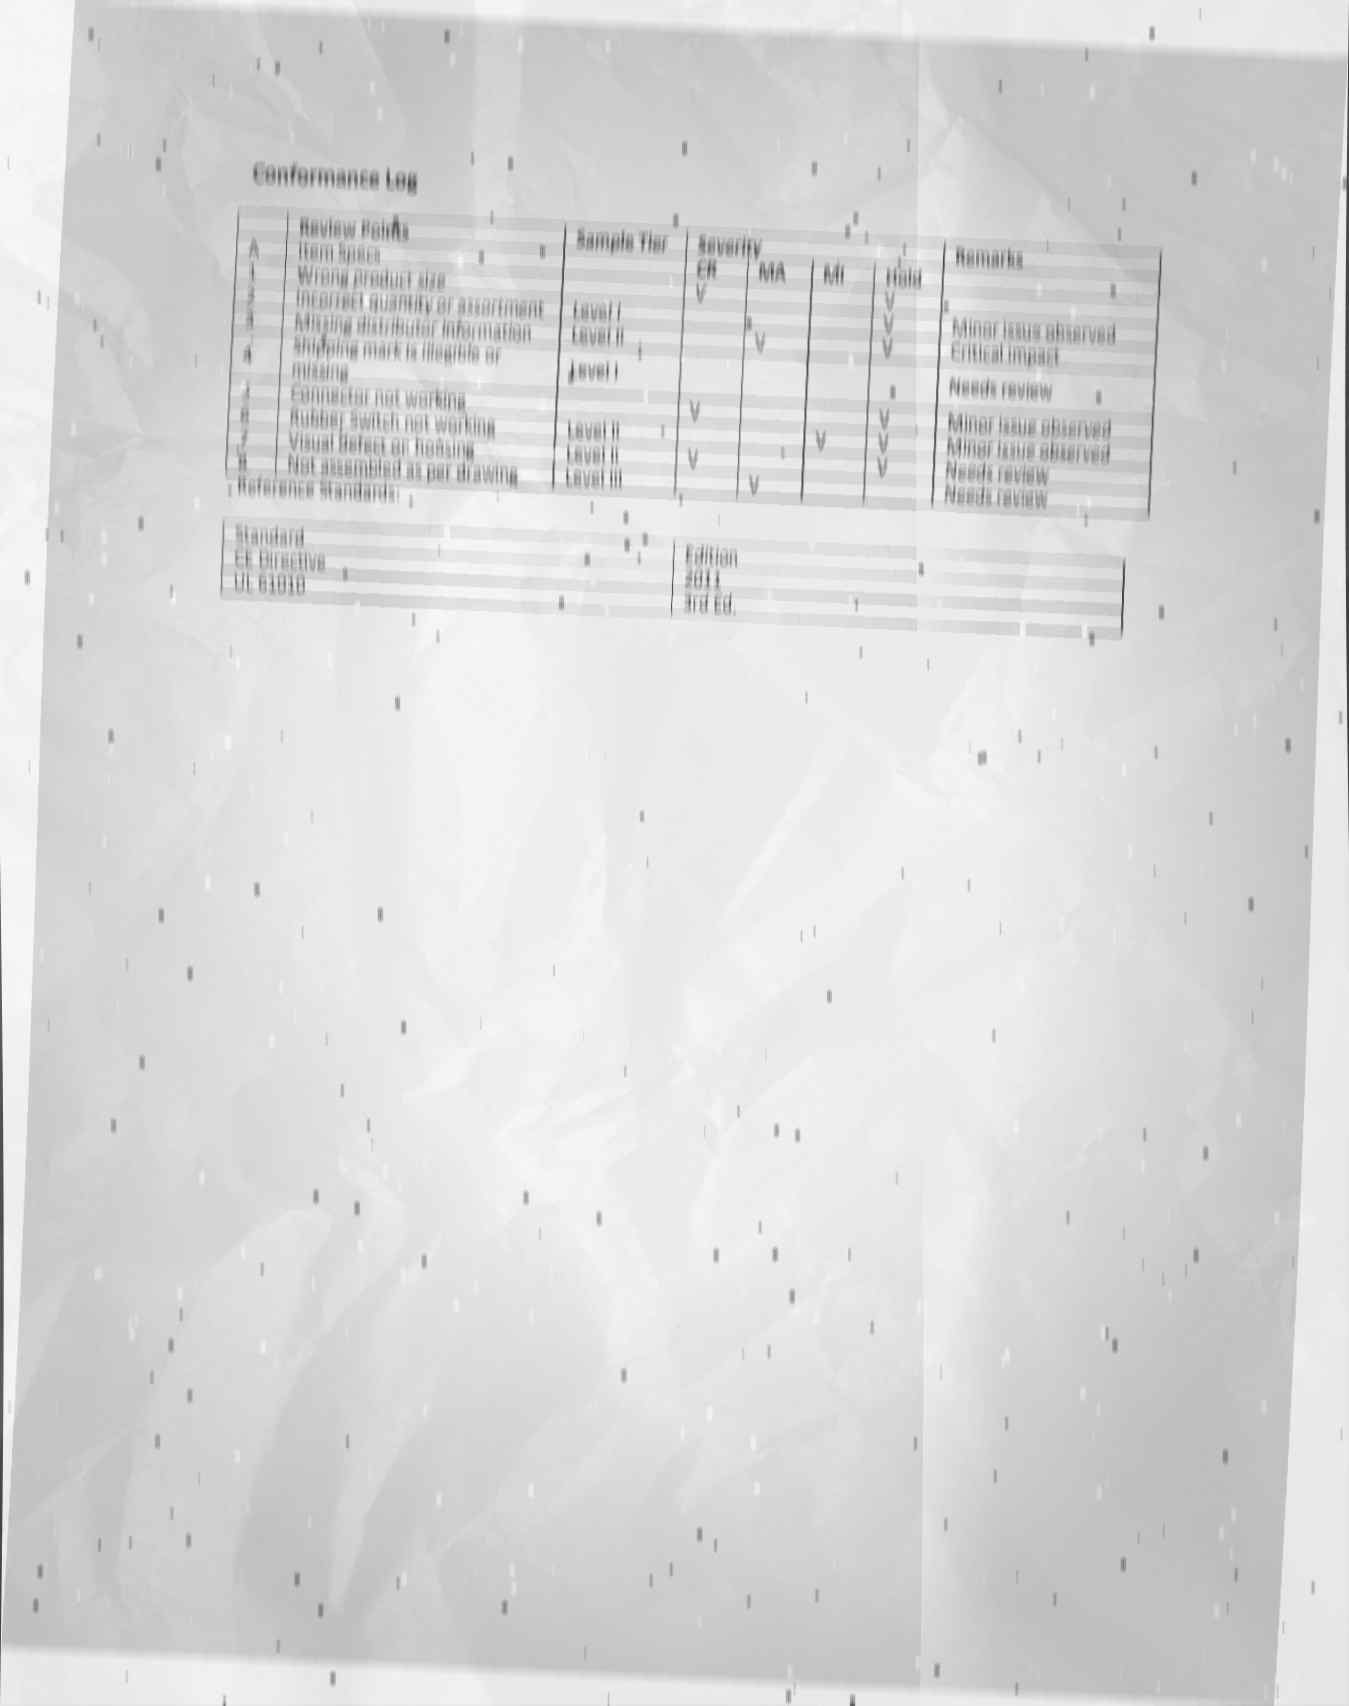 Conformance Log
Review Points Sample Tier Severity Remarks
CR MA MI Hold
A Item Specs
1 Wrong product size V V
2 Incorrect quantity or assortment Level I V Minor issue observed
3 Missing distributor information Level II V V Critical impact
4 Shipping mark is illegible or
missing Level I Needs review
Connector not working V V Minor issue observed
6 Rubber Switch not working Level II V V Minor issue observed
7 Visual Defect on housing Level II V V Needs review
8 Not assembled as per drawing Level III V Needs review
Reference Standards:
Standard Edition
EE Directive 2011
UL 61010 3rd Ed.